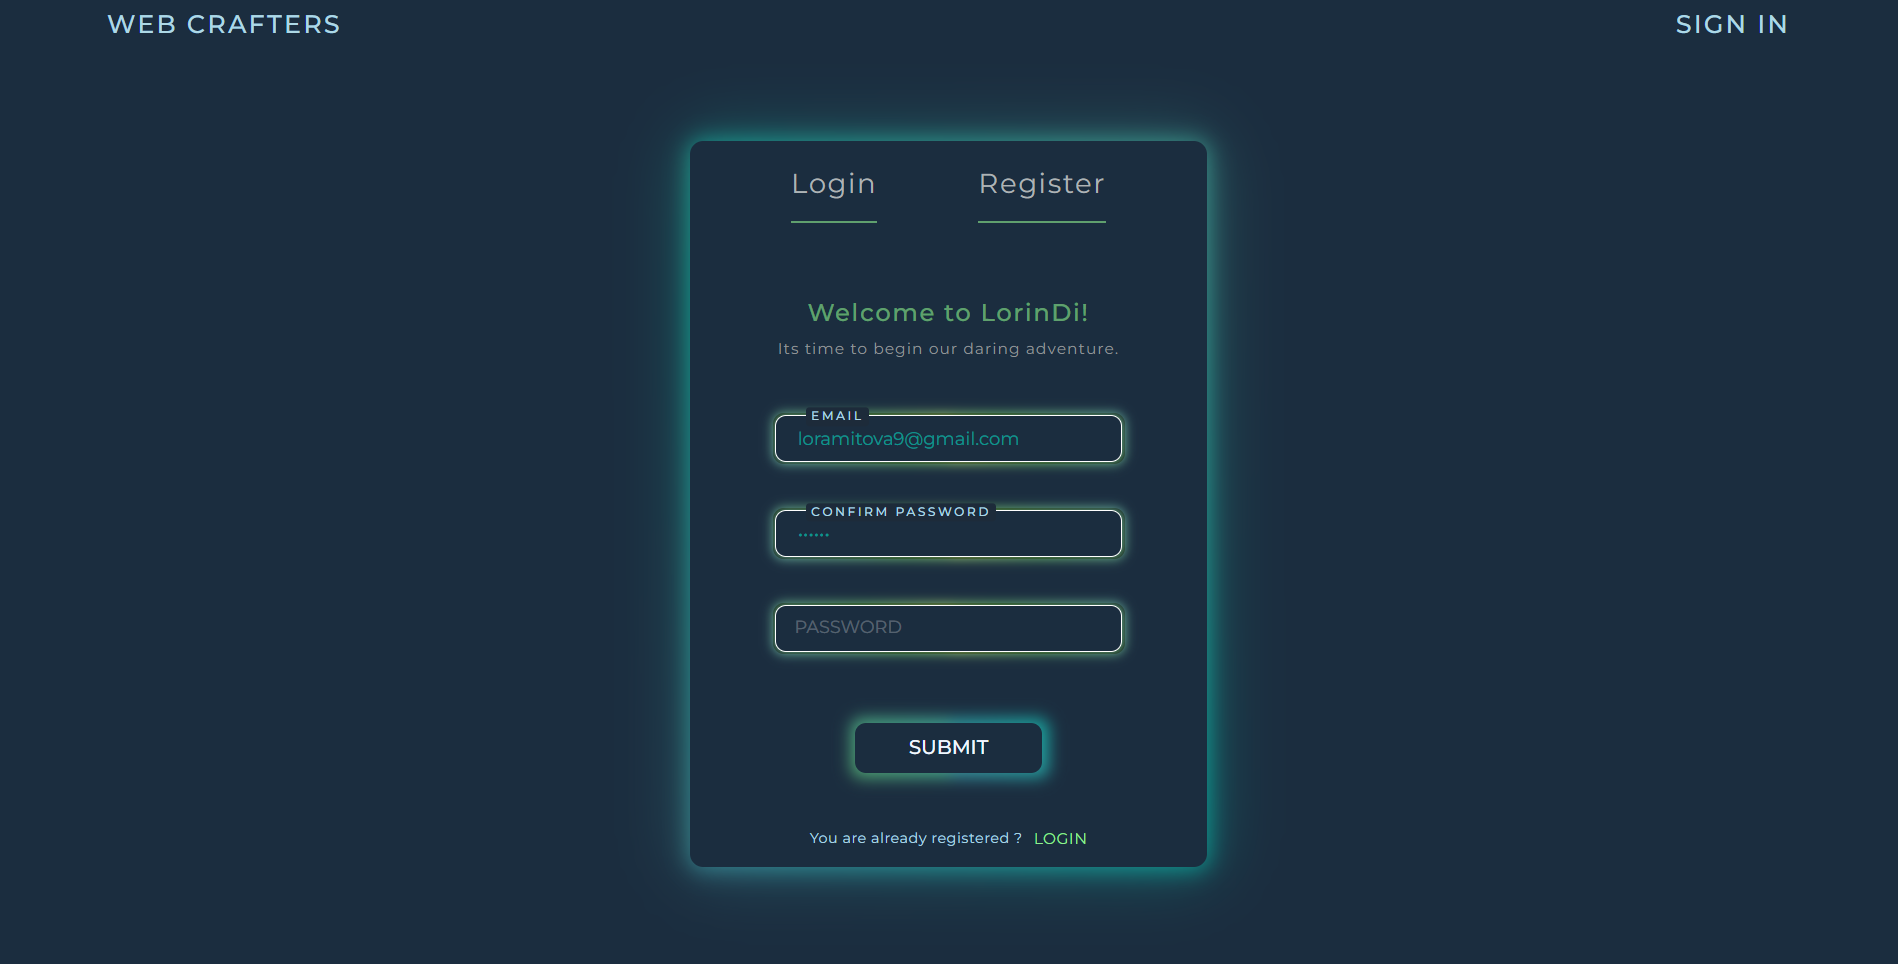 WEB CRAFTERS
SIGN IN
Login
Register
Welcome to LorinDi!
Its time to begin our daring adventure.
EMAIL
loramitova9@gmail.com
CONFIRM PASSWORD
••••••
PASSWORD
SUBMIT
You are already registered ? LOGIN